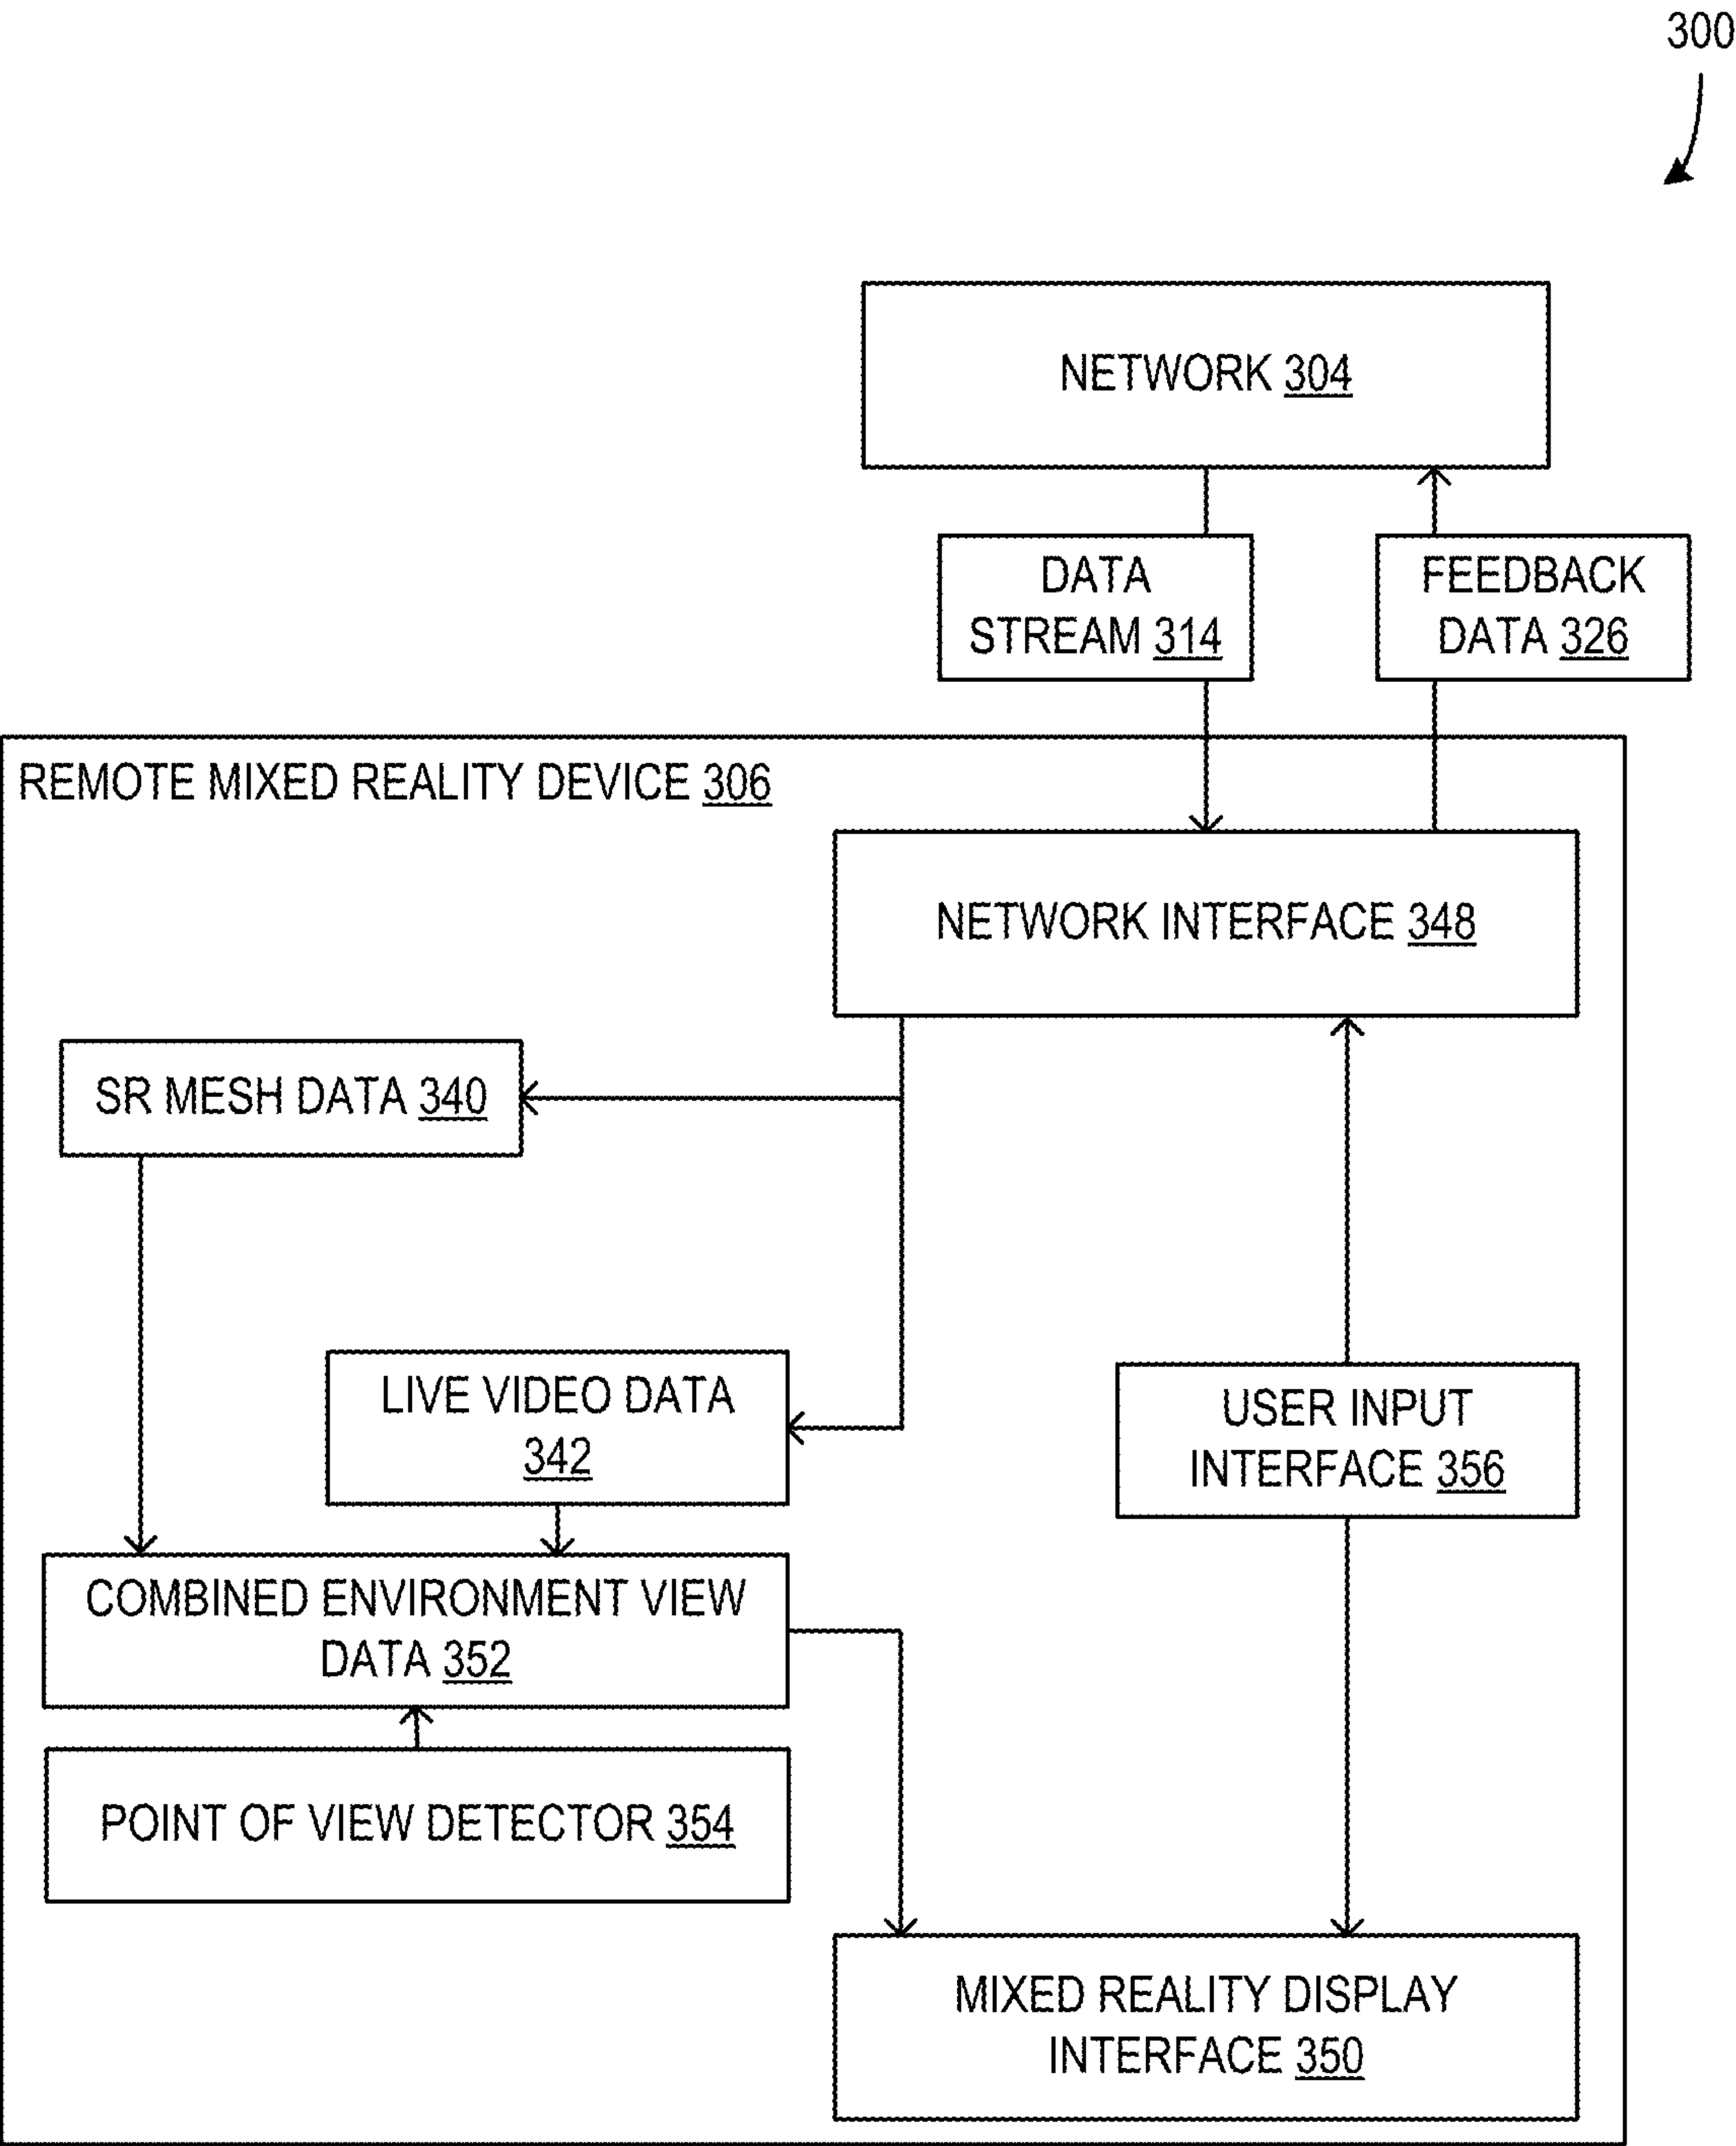 300
NETWORK 304
DATA
STREAM 314
FEEDBACK
DATA 326
REMOTE MIXED REALITY DEVICE 306
NETWORK INTERFACE 348
SR MESH DATA 340
LIVE VIDEO DATA
342
USER INPUT
INTERFACE 356
COMBINED ENVIRONMENT VIEW
DATA 352
POINT OF VIEW DETECTOR 354
MIXED REALITY DISPLAY
INTERFACE 350